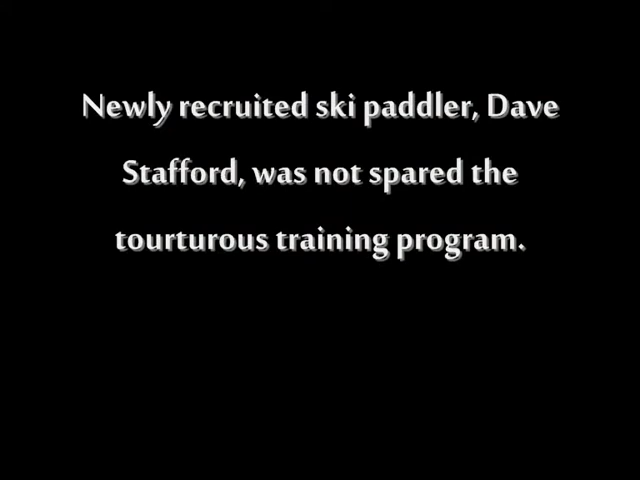 Newly recruited ski paddler, Dave
Stafford, was not spared the
tourturous training program.